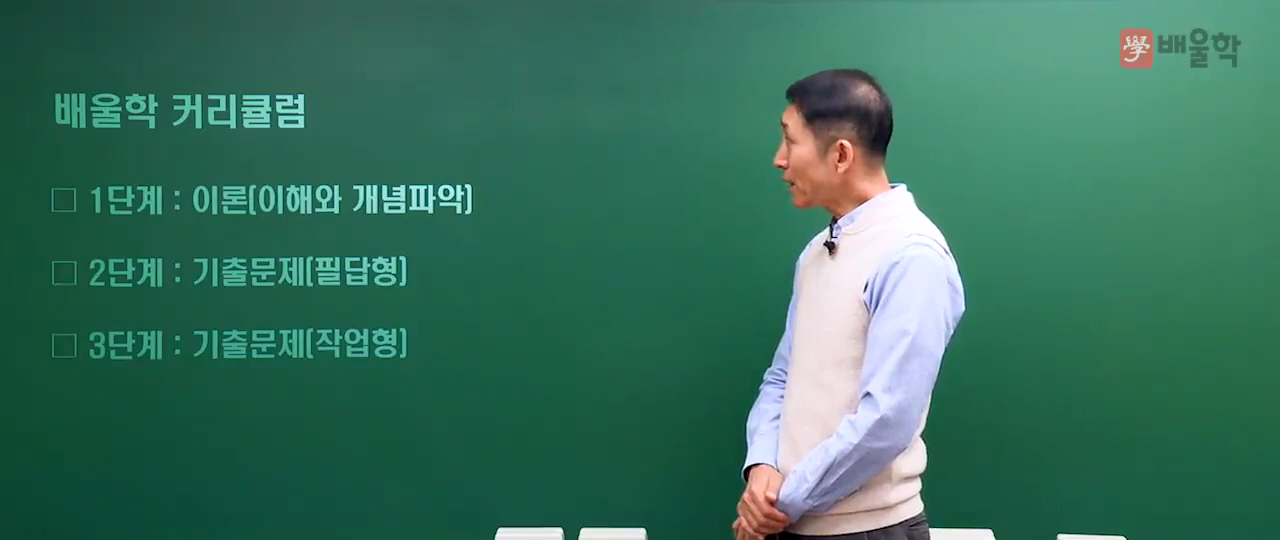 學 배울학
배울학 커리큘럼
□ 1단계 : 이론(이해와 개념파악)
□ 2단계 : 기출문제(필답형)
□ 3단계 : 기출문제(작업형)